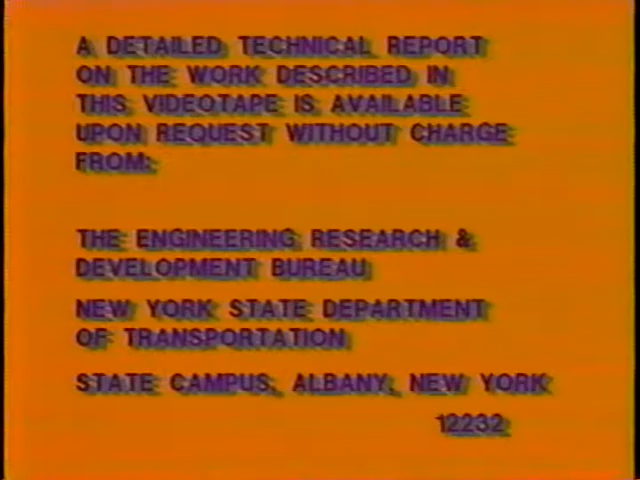 A DETAILED TECHNICAL REPORT
ON THE WORK DESCRIBED IN
THIS VIDEOTAPE IS AVAILABLE
UPON REQUEST WITHOUT CHARGE
FROM:
THE ENGINEERING RESEARCH &
DEVELOPMENT BUREAU
NEW YORK STATE DEPARTMENT
OF TRANSPORTATION
STATE CAMPUS, ALBANY, NEW YORK
12232